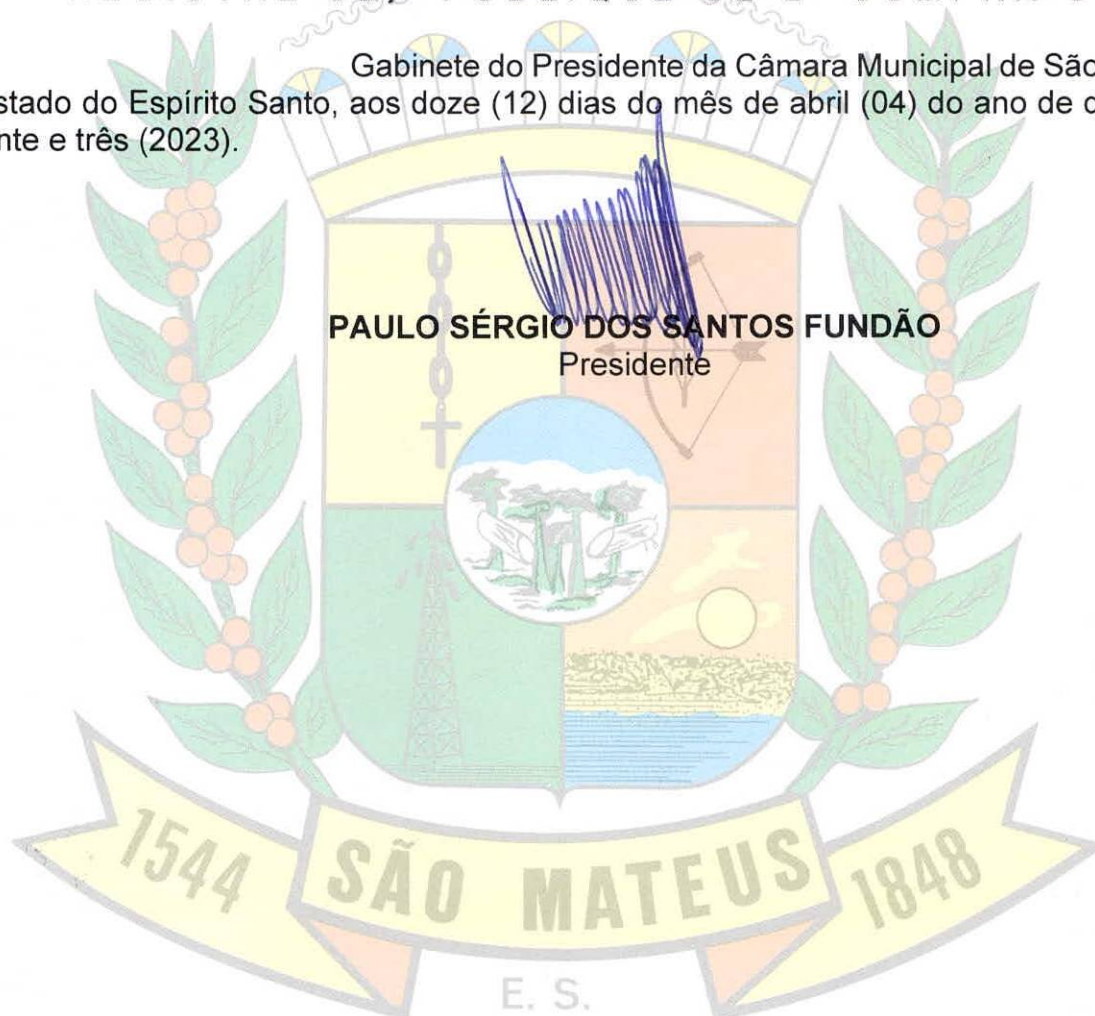 Gabinete do Presidente da Câmara Municipal de São
stado do Espírito Santo, aos doze (12) dias do mês de abril (04) do ano de d
nte e três (2023).
PAULO SÉRGIO DOS SANTOS FUNDÃO
Presidente
1544 SÃO MATEUS 1848
E. S.